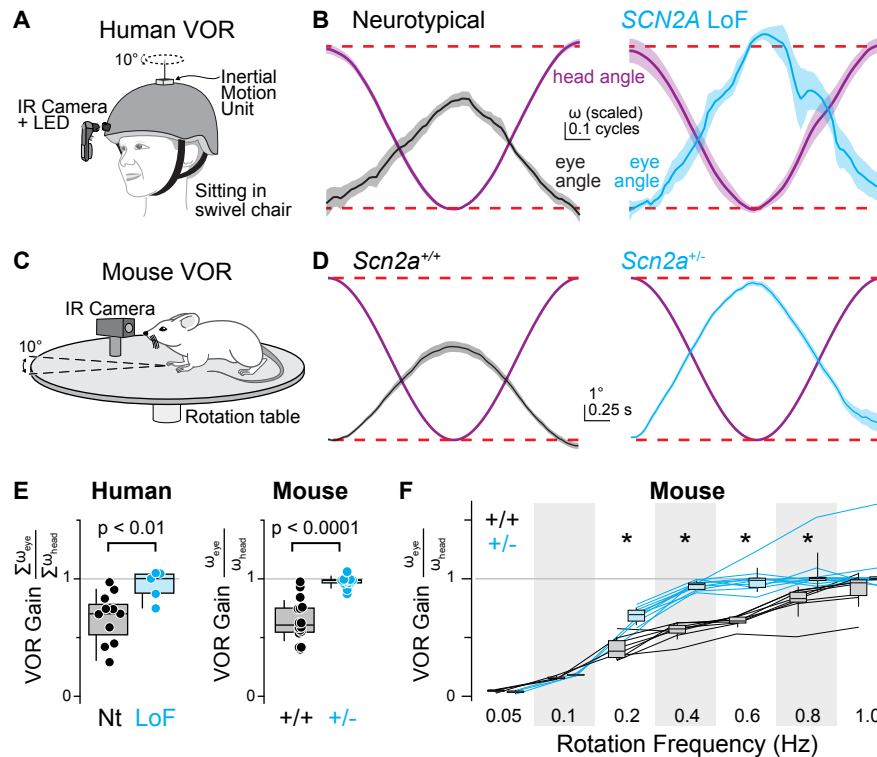 A
Human VOR
10°
Inertial
Motion
Unit
IR Camera
+ LED
Sitting in
swivel chair
B
Neurotypical
SCN2A LoF
head angle
ω (scaled)
0.1 cycles
eye
angle
eye
angle
C
Mouse VOR
IR Camera
10°
Rotation table
D
Scn2a+/+
Scn2a+/-
1°
0.25 s
E
Human
p < 0.01
VOR Gain Σωeye
Σωhead
1
0
Nt LoF
Mouse
p < 0.0001
VOR Gain ωeye
ωhead
1
0
+/+ +/-
F
Mouse
+/+
+/-
* * * *
VOR Gain ωeye
ωhead
1
0
0.05 0.1 0.2 0.4 0.6 0.8 1.0
Rotation Frequency (Hz)